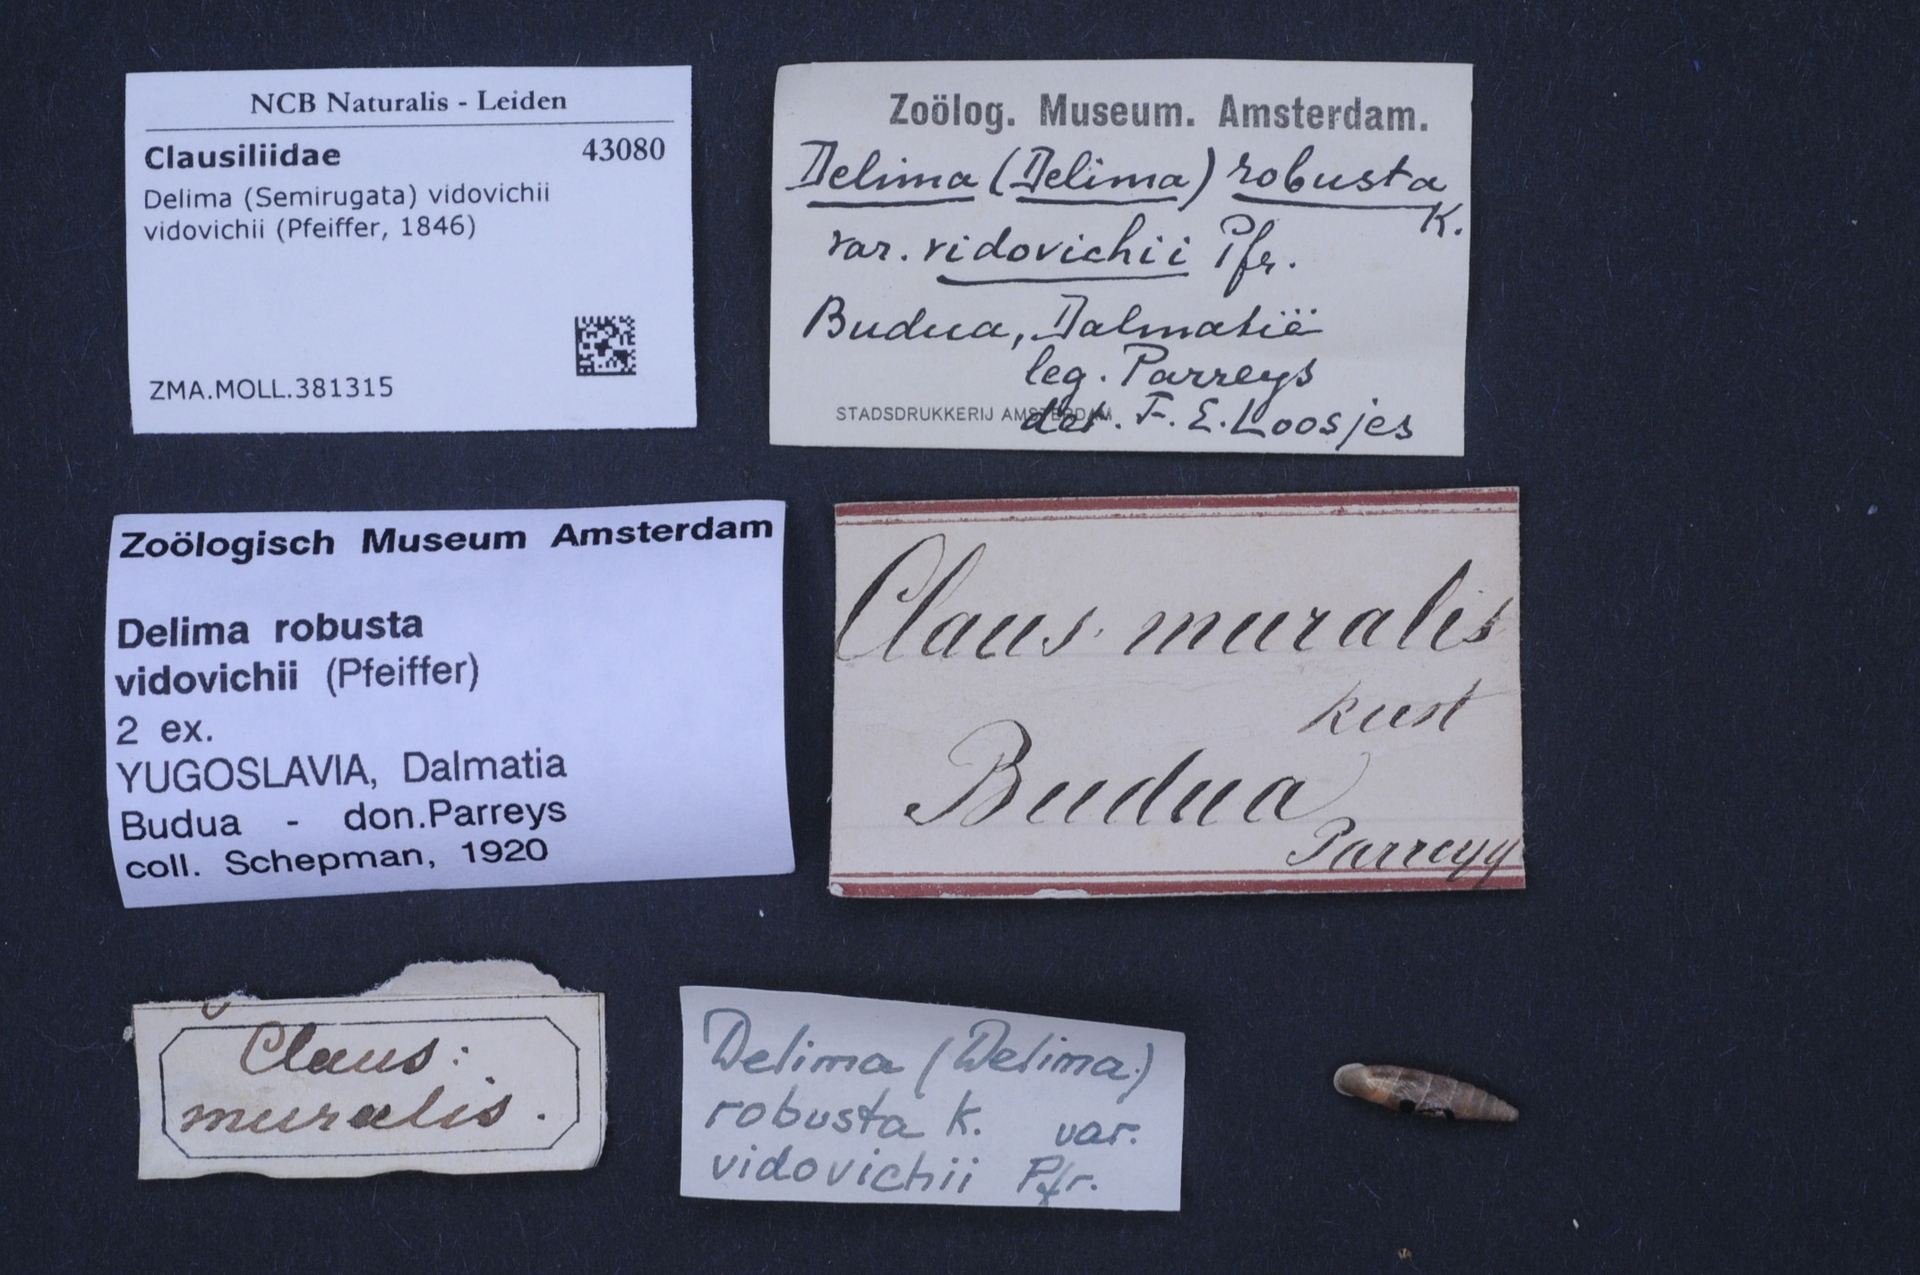 NCB Naturalis - Leiden
Clausiliidae 43080
Delima (Semirugata) vidovichii
vidovichii (Pfeiffer, 1846)
ZMA.MOLL.381315
Zoölog. Museum. Amsterdam.
Delima (Delima) robusta
K.
var. vidovichii Pfr.
Budua, Dalmatië
leg. Parreys
STADSDRUKKERIJ AMSTERDAM
det. F. E. Loosjes
Zoölogisch Museum Amsterdam
Delima robusta
vidovichii (Pfeiffer)
2 ex.
YUGOSLAVIA, Dalmatia
Budua - don.Parreys
coll. Schepman, 1920
Claus. muralis
kust
Budua
Parreyss
Claus:
muralis.
Delima (Delima)
robusta K. var.
vidovichii Pfr.